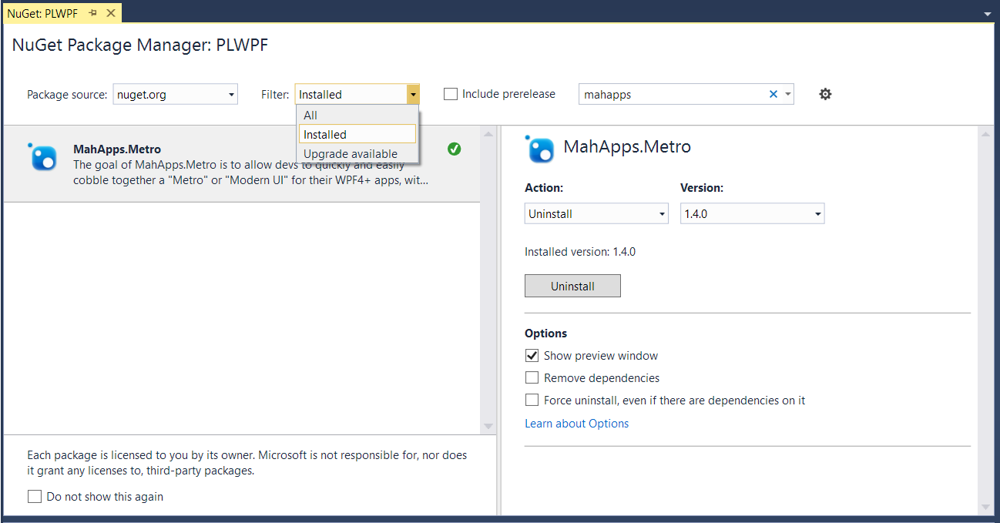 NuGet: PLWPF
NuGet Package Manager: PLWPF
Package source: nuget.org Filter: Installed Include prerelease mahapps
All
Installed
Upgrade available
MahApps.Metro
The goal of MahApps.Metro is to allow devs to quickly and easily
cobble together a "Metro" or "Modern UI" for their WPF4+ apps, wit...
Each package is licensed to you by its owner. Microsoft is not responsible for, nor does
it grant any licenses to, third-party packages.
Do not show this again
MahApps.Metro
Action: Version:
Uninstall 1.4.0
Installed version: 1.4.0
Uninstall
Options
Show preview window
Remove dependencies
Force uninstall, even if there are dependencies on it
Learn about Options